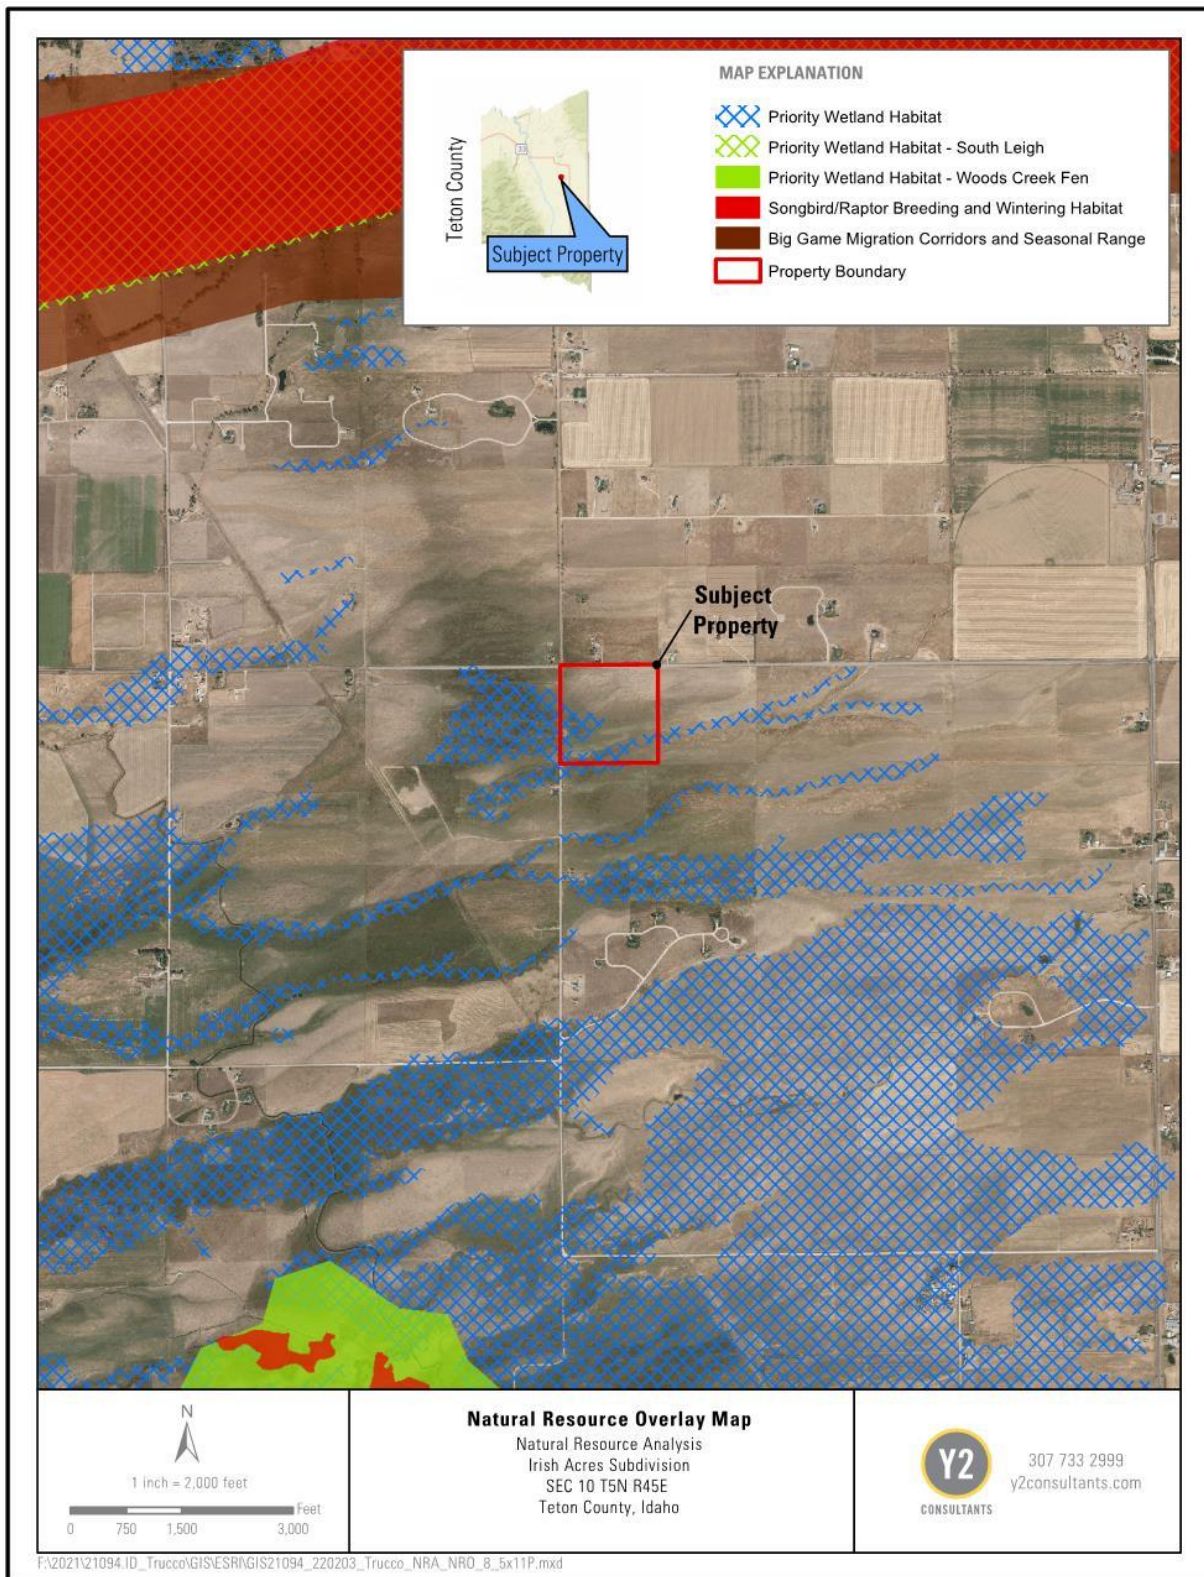 MAP EXPLANATION
Teton County
33
Subject Property
Priority Wetland Habitat
Priority Wetland Habitat - South Leigh
Priority Wetland Habitat - Woods Creek Fen
Songbird/Raptor Breeding and Wintering Habitat
Big Game Migration Corridors and Seasonal Range
Property Boundary
Subject
Property
N
1 inch = 2,000 feet
Feet
0 750 1,500 3,000
Natural Resource Overlay Map
Natural Resource Analysis
Irish Acres Subdivision
SEC 10 T5N R45E
Teton County, Idaho
Y2
CONSULTANTS
307 733 2999
y2consultants.com
F:\2021\21094.ID_Trucco\GIS\ESRI\GIS21094_220203_Trucco_NRA_NRO_8_5x11P.mxd